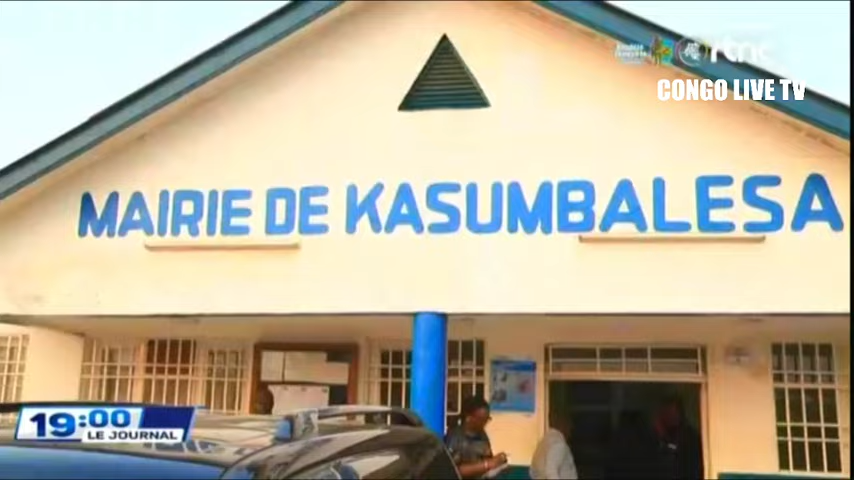 rtnc
CONGO LIVE TV
MAIRIE DE KASUMBALESA
19:00
LE JOURNAL